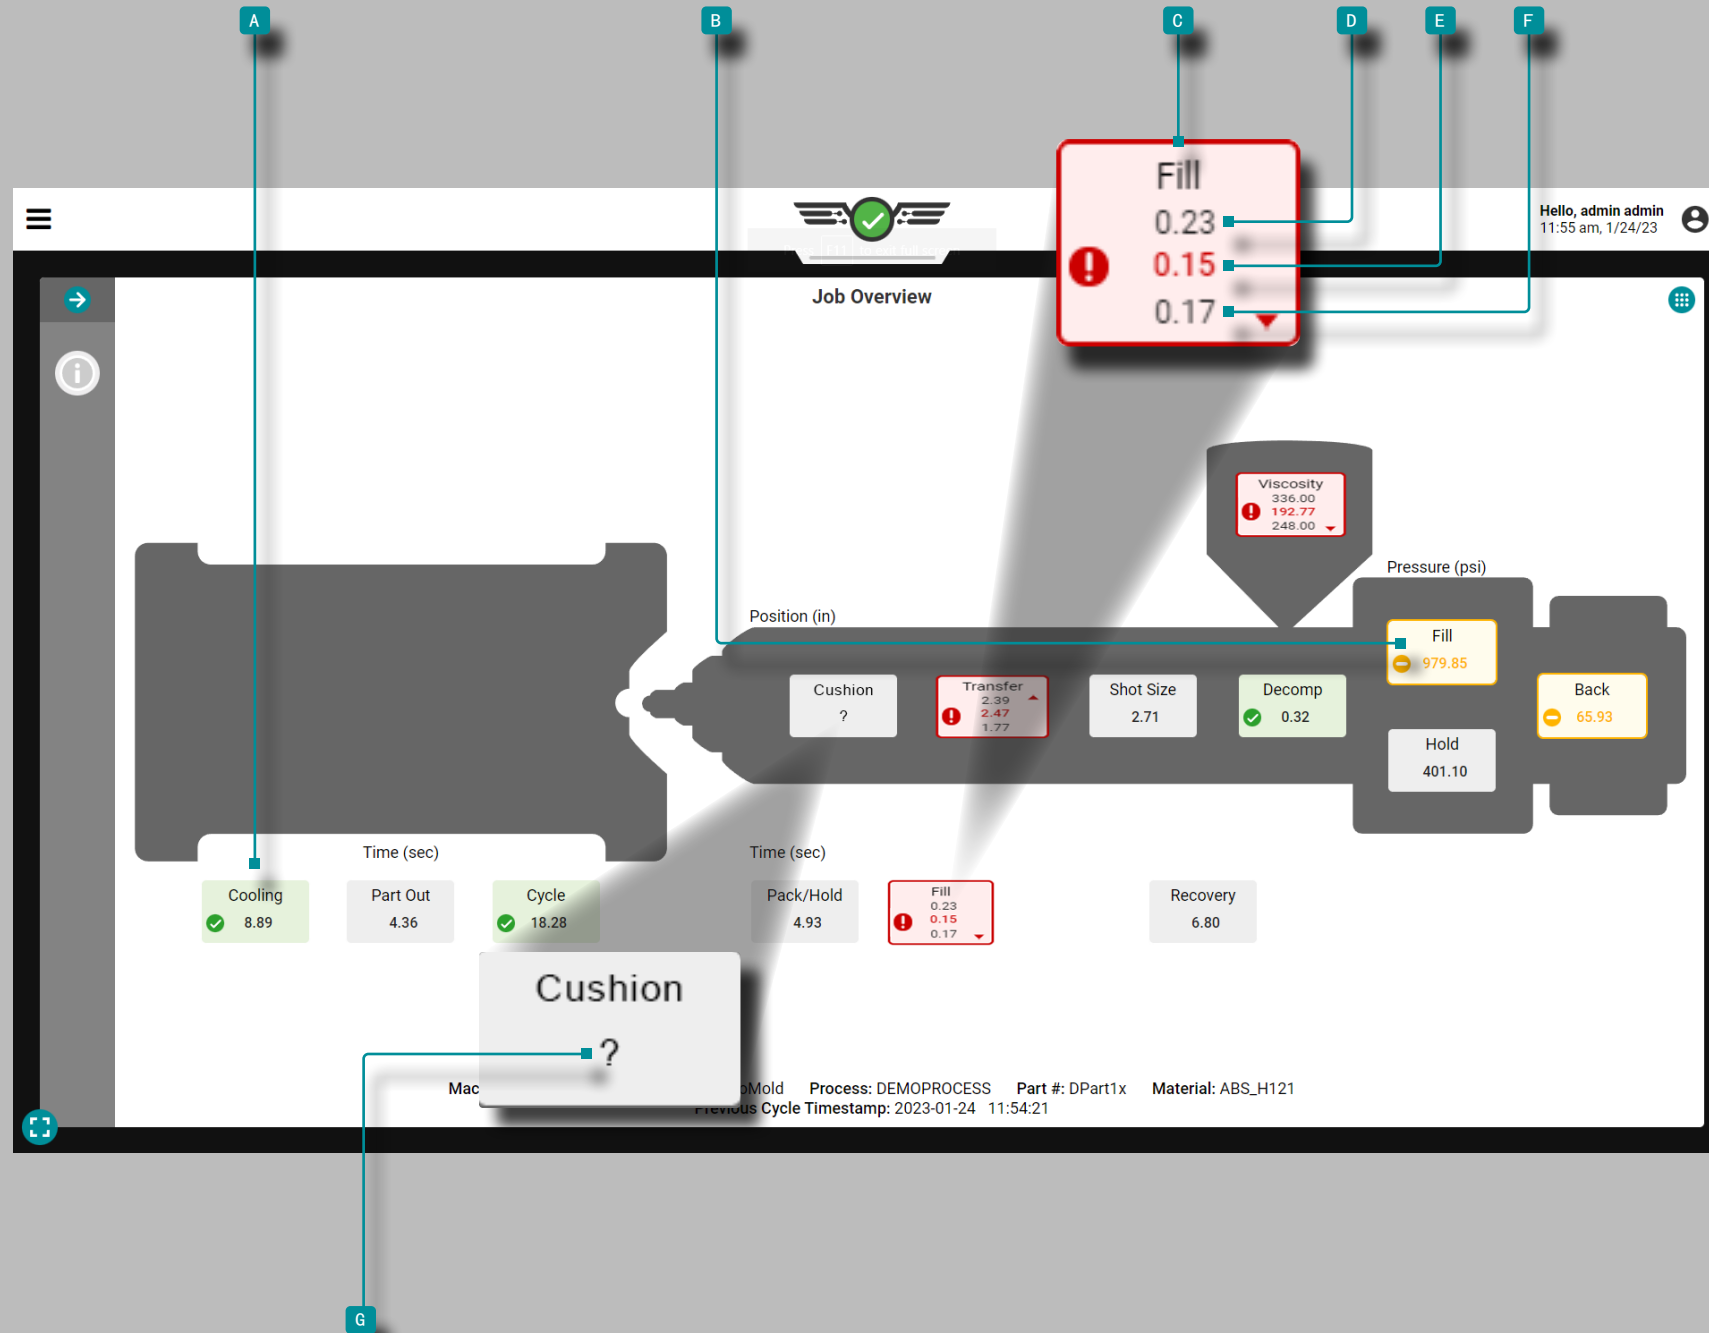 A
B
C
D
E
F
Fill
0.23
0.15
0.17
Hello, admin admin
11:55 am, 1/24/23
Job Overview
Viscosity
336.00
192.77
248.00
Pressure (psi)
Position (in)
Fill
979.85
Cushion
?
Transfer
2.39
2.47
1.77
Shot Size
2.71
Decomp
0.32
Back
65.93
Hold
401.10
Time (sec)
Time (sec)
Cooling
8.89
Part Out
4.36
Cycle
18.28
Pack/Hold
4.93
Fill
0.23
0.15
0.17
Recovery
6.80
Cushion
?
Mac oMold Process: DEMOPROCESS Part #: DPart1x Material: ABS_H121
Previous Cycle Timestamp: 2023-01-24 11:54:21
G